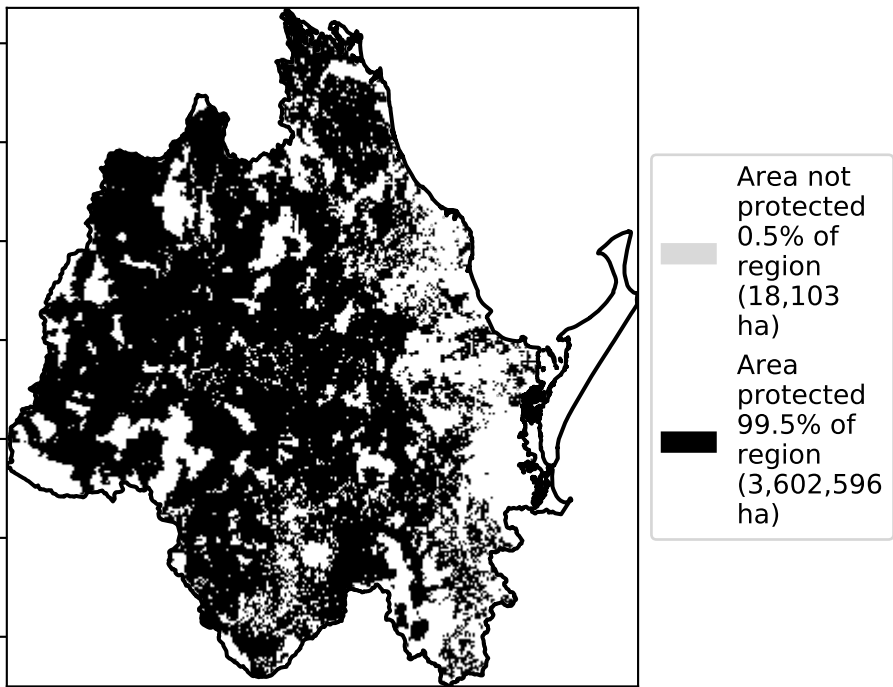 Area not
protected
0.5% of
region
(18,103
ha)
Area
protected
99.5% of
region
(3,602,596
ha)